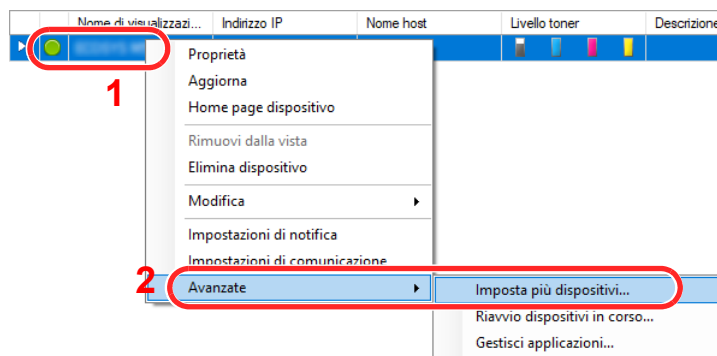 Nome di visualizzazi... Indirizzo IP Nome host Livello toner Descrizione
1
Proprietà
Aggiorna
Home page dispositivo
Rimuovi dalla vista
Elimina dispositivo
Modifica
Impostazioni di notifica
Impostazioni di comunicazione
2
Avanzate
Imposta più dispositivi...
Riavvio dispositivi in corso...
Gestisci applicazioni...